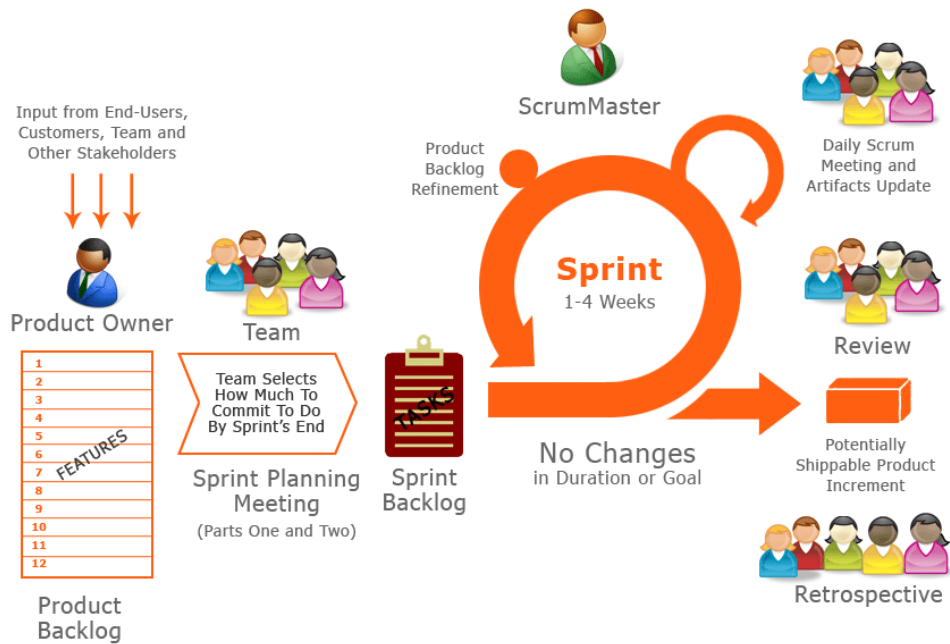 Input from End-Users,
Customers, Team and
Other Stakeholders
Product Owner
1
2
3
4
5
6
7
8
9
10
11
12
FEATURES
Product
Backlog
Team
Team Selects
How Much To
Commit To Do
By Sprint's End
Sprint Planning
Meeting
(Parts One and Two)
TASKS
Sprint
Backlog
ScrumMaster
Product
Backlog
Refinement
Sprint
1-4 Weeks
No Changes
in Duration or Goal
Daily Scrum
Meeting and
Artifacts Update
Review
Potentially
Shippable Product
Increment
Retrospective